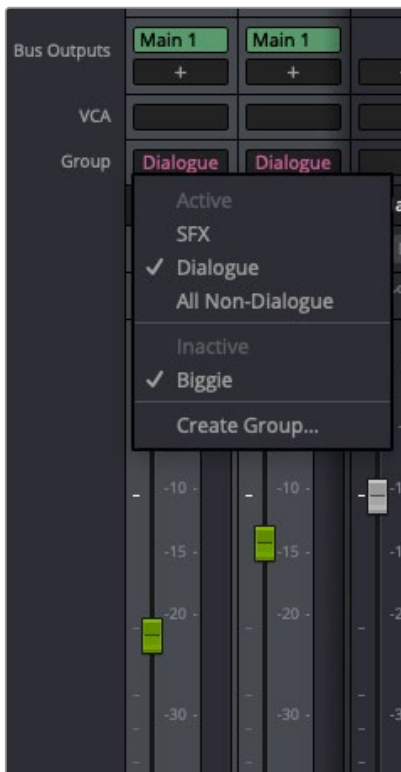 Bus Outputs
Main 1 Main 1
+ +
VCA
Group Dialogue Dialogue
Active
SFX
✓ Dialogue
All Non-Dialogue
Inactive
✓ Biggie
Create Group...
-10 -10
-15 -15
-20 -20
-30 -30